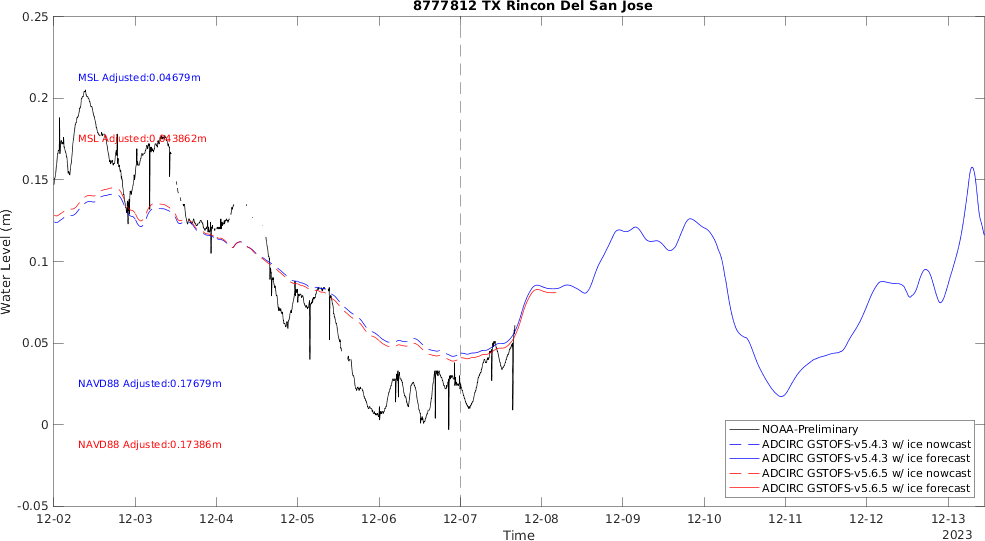 8777812 TX Rincon Del San Jose
0.25
0.2
0.15
0.1
0.05
0
-0.05
Water Level (m)
MSL Adjusted:0.04679m
MSL Adjusted:0.043862m
NAVD88 Adjusted:0.17679m
NAVD88 Adjusted:0.17386m
NOAA-Preliminary
ADCIRC GSTOFS-v5.4.3 w/ ice nowcast
ADCIRC GSTOFS-v5.4.3 w/ ice forecast
ADCIRC GSTOFS-v5.6.5 w/ ice nowcast
ADCIRC GSTOFS-v5.6.5 w/ ice forecast
12-02 12-03 12-04 12-05 12-06 12-07 12-08 12-09 12-10 12-11 12-12 12-13
Time
2023